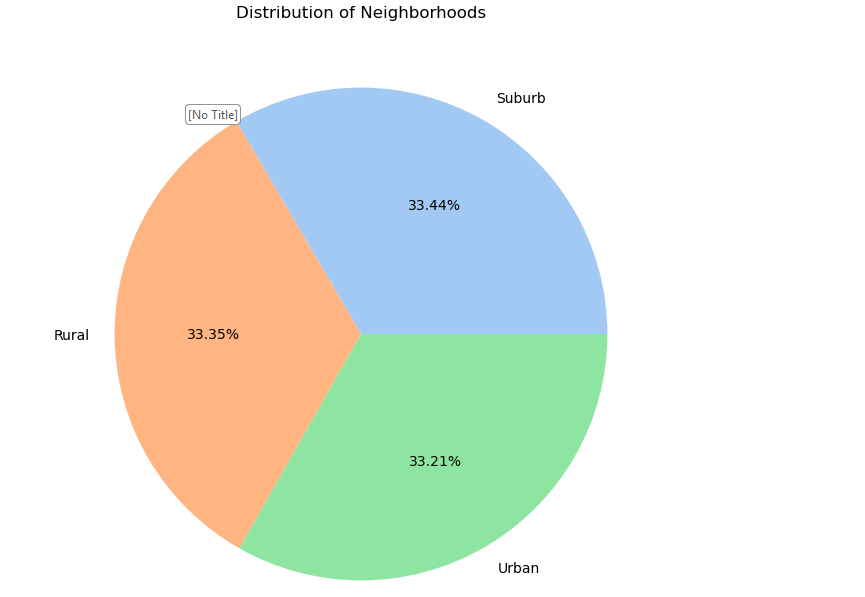 Distribution of Neighborhoods
Suburb
[No Title]
33.44%
Rural
33.35%
33.21%
Urban